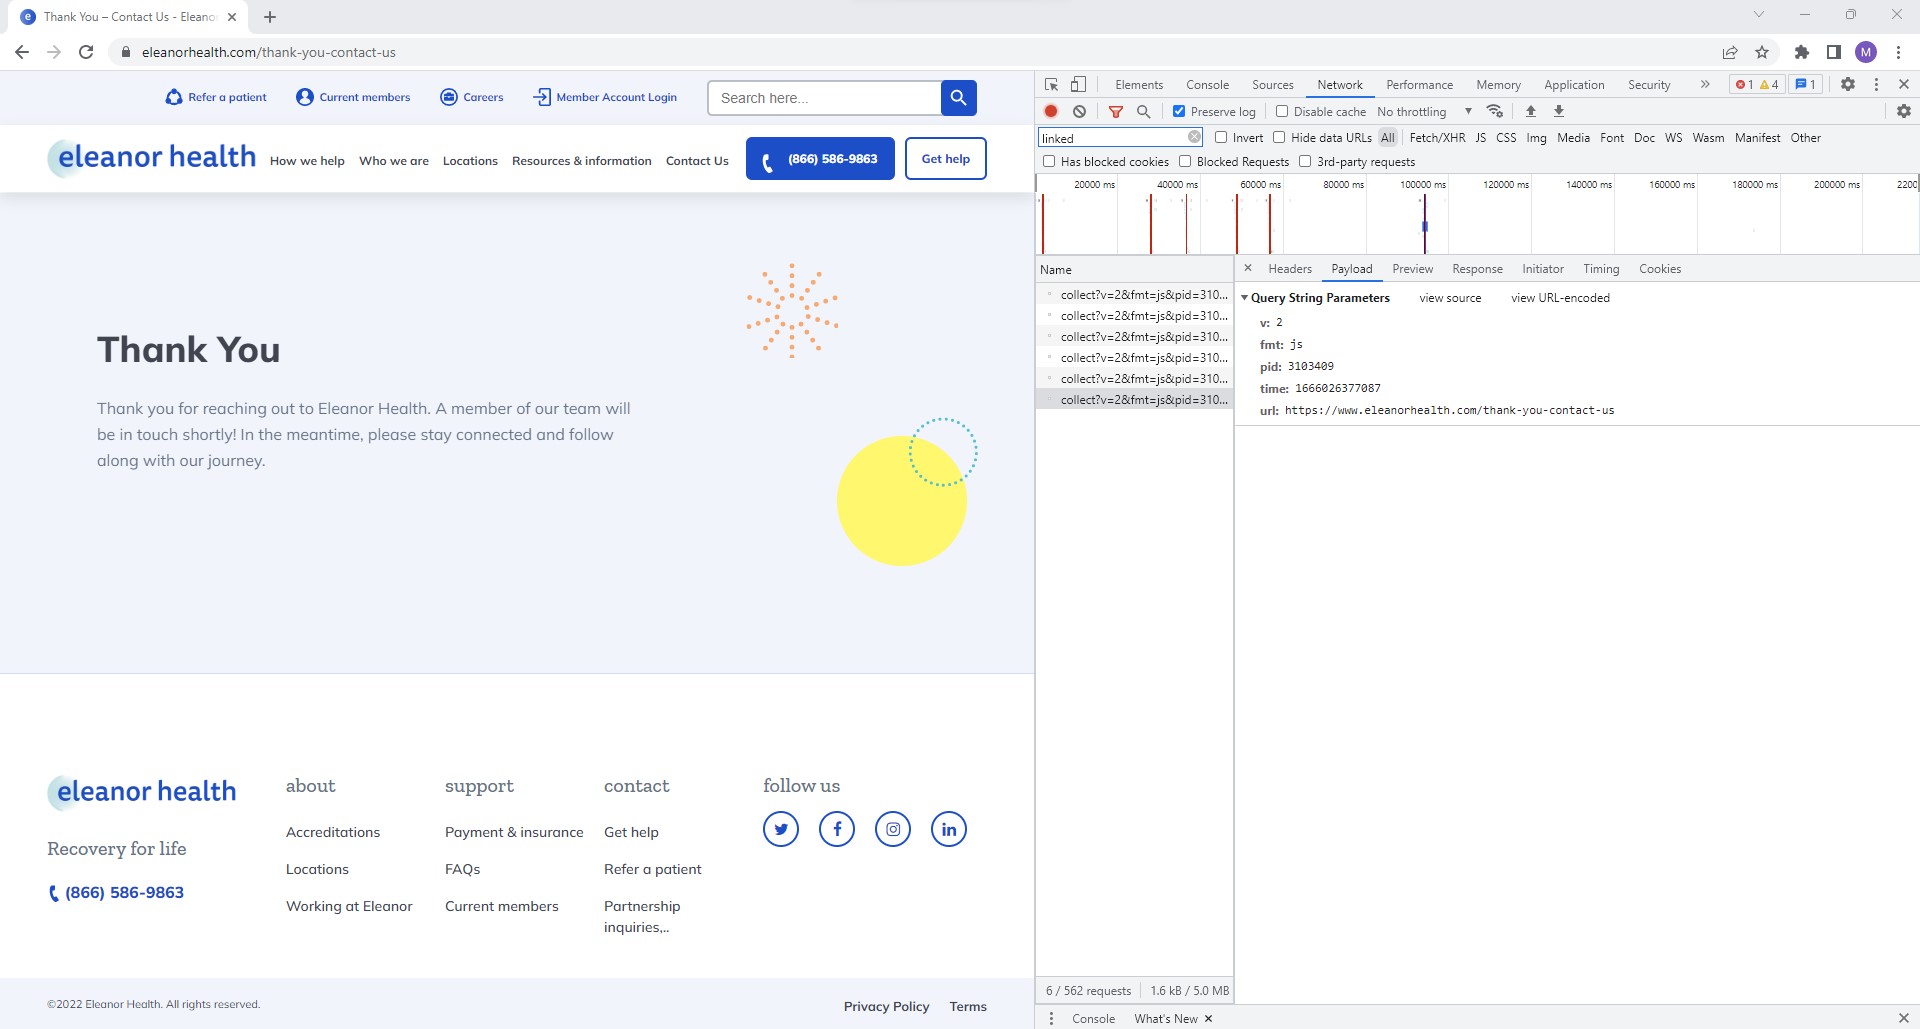 Thank You – Contact Us - Eleanor
eleanorhealth.com/thank-you-contact-us
M
Refer a patient
Current members
Careers
Member Account Login
Search here...
eleanor health
How we help
Who we are
Locations
Resources & information
Contact Us
(866) 586-9863
Get help
Thank You
Thank you for reaching out to Eleanor Health. A member of our team will
be in touch shortly! In the meantime, please stay connected and follow
along with our journey.
eleanor health
Recovery for life
(866) 586-9863
about
Accreditations
Locations
Working at Eleanor
support
Payment & insurance
FAQs
Current members
contact
Get help
Refer a patient
Partnership
inquiries,..
follow us
©2022 Eleanor Health. All rights reserved.
Privacy Policy
Terms
Elements
Console
Sources
Network
Performance
Memory
Application
Security
1
4
1
Preserve log
Disable cache
No throttling
linked
Invert
Hide data URLs
All
Fetch/XHR
JS
CSS
Img
Media
Font
Doc
WS
Wasm
Manifest
Other
Has blocked cookies
Blocked Requests
3rd-party requests
20000 ms
40000 ms
60000 ms
80000 ms
100000 ms
120000 ms
140000 ms
160000 ms
180000 ms
200000 ms
2200
Name
collect?v=2&fmt=js&pid=310...
collect?v=2&fmt=js&pid=310...
collect?v=2&fmt=js&pid=310...
collect?v=2&fmt=js&pid=310...
collect?v=2&fmt=js&pid=310...
collect?v=2&fmt=js&pid=310...
Headers
Payload
Preview
Response
Initiator
Timing
Cookies
Query String Parameters
view source
view URL-encoded
v: 2
fmt: js
pid: 3103409
time: 1666026377087
url: https://www.eleanorhealth.com/thank-you-contact-us
6 / 562 requests
1.6 kB / 5.0 MB
Console
What's New